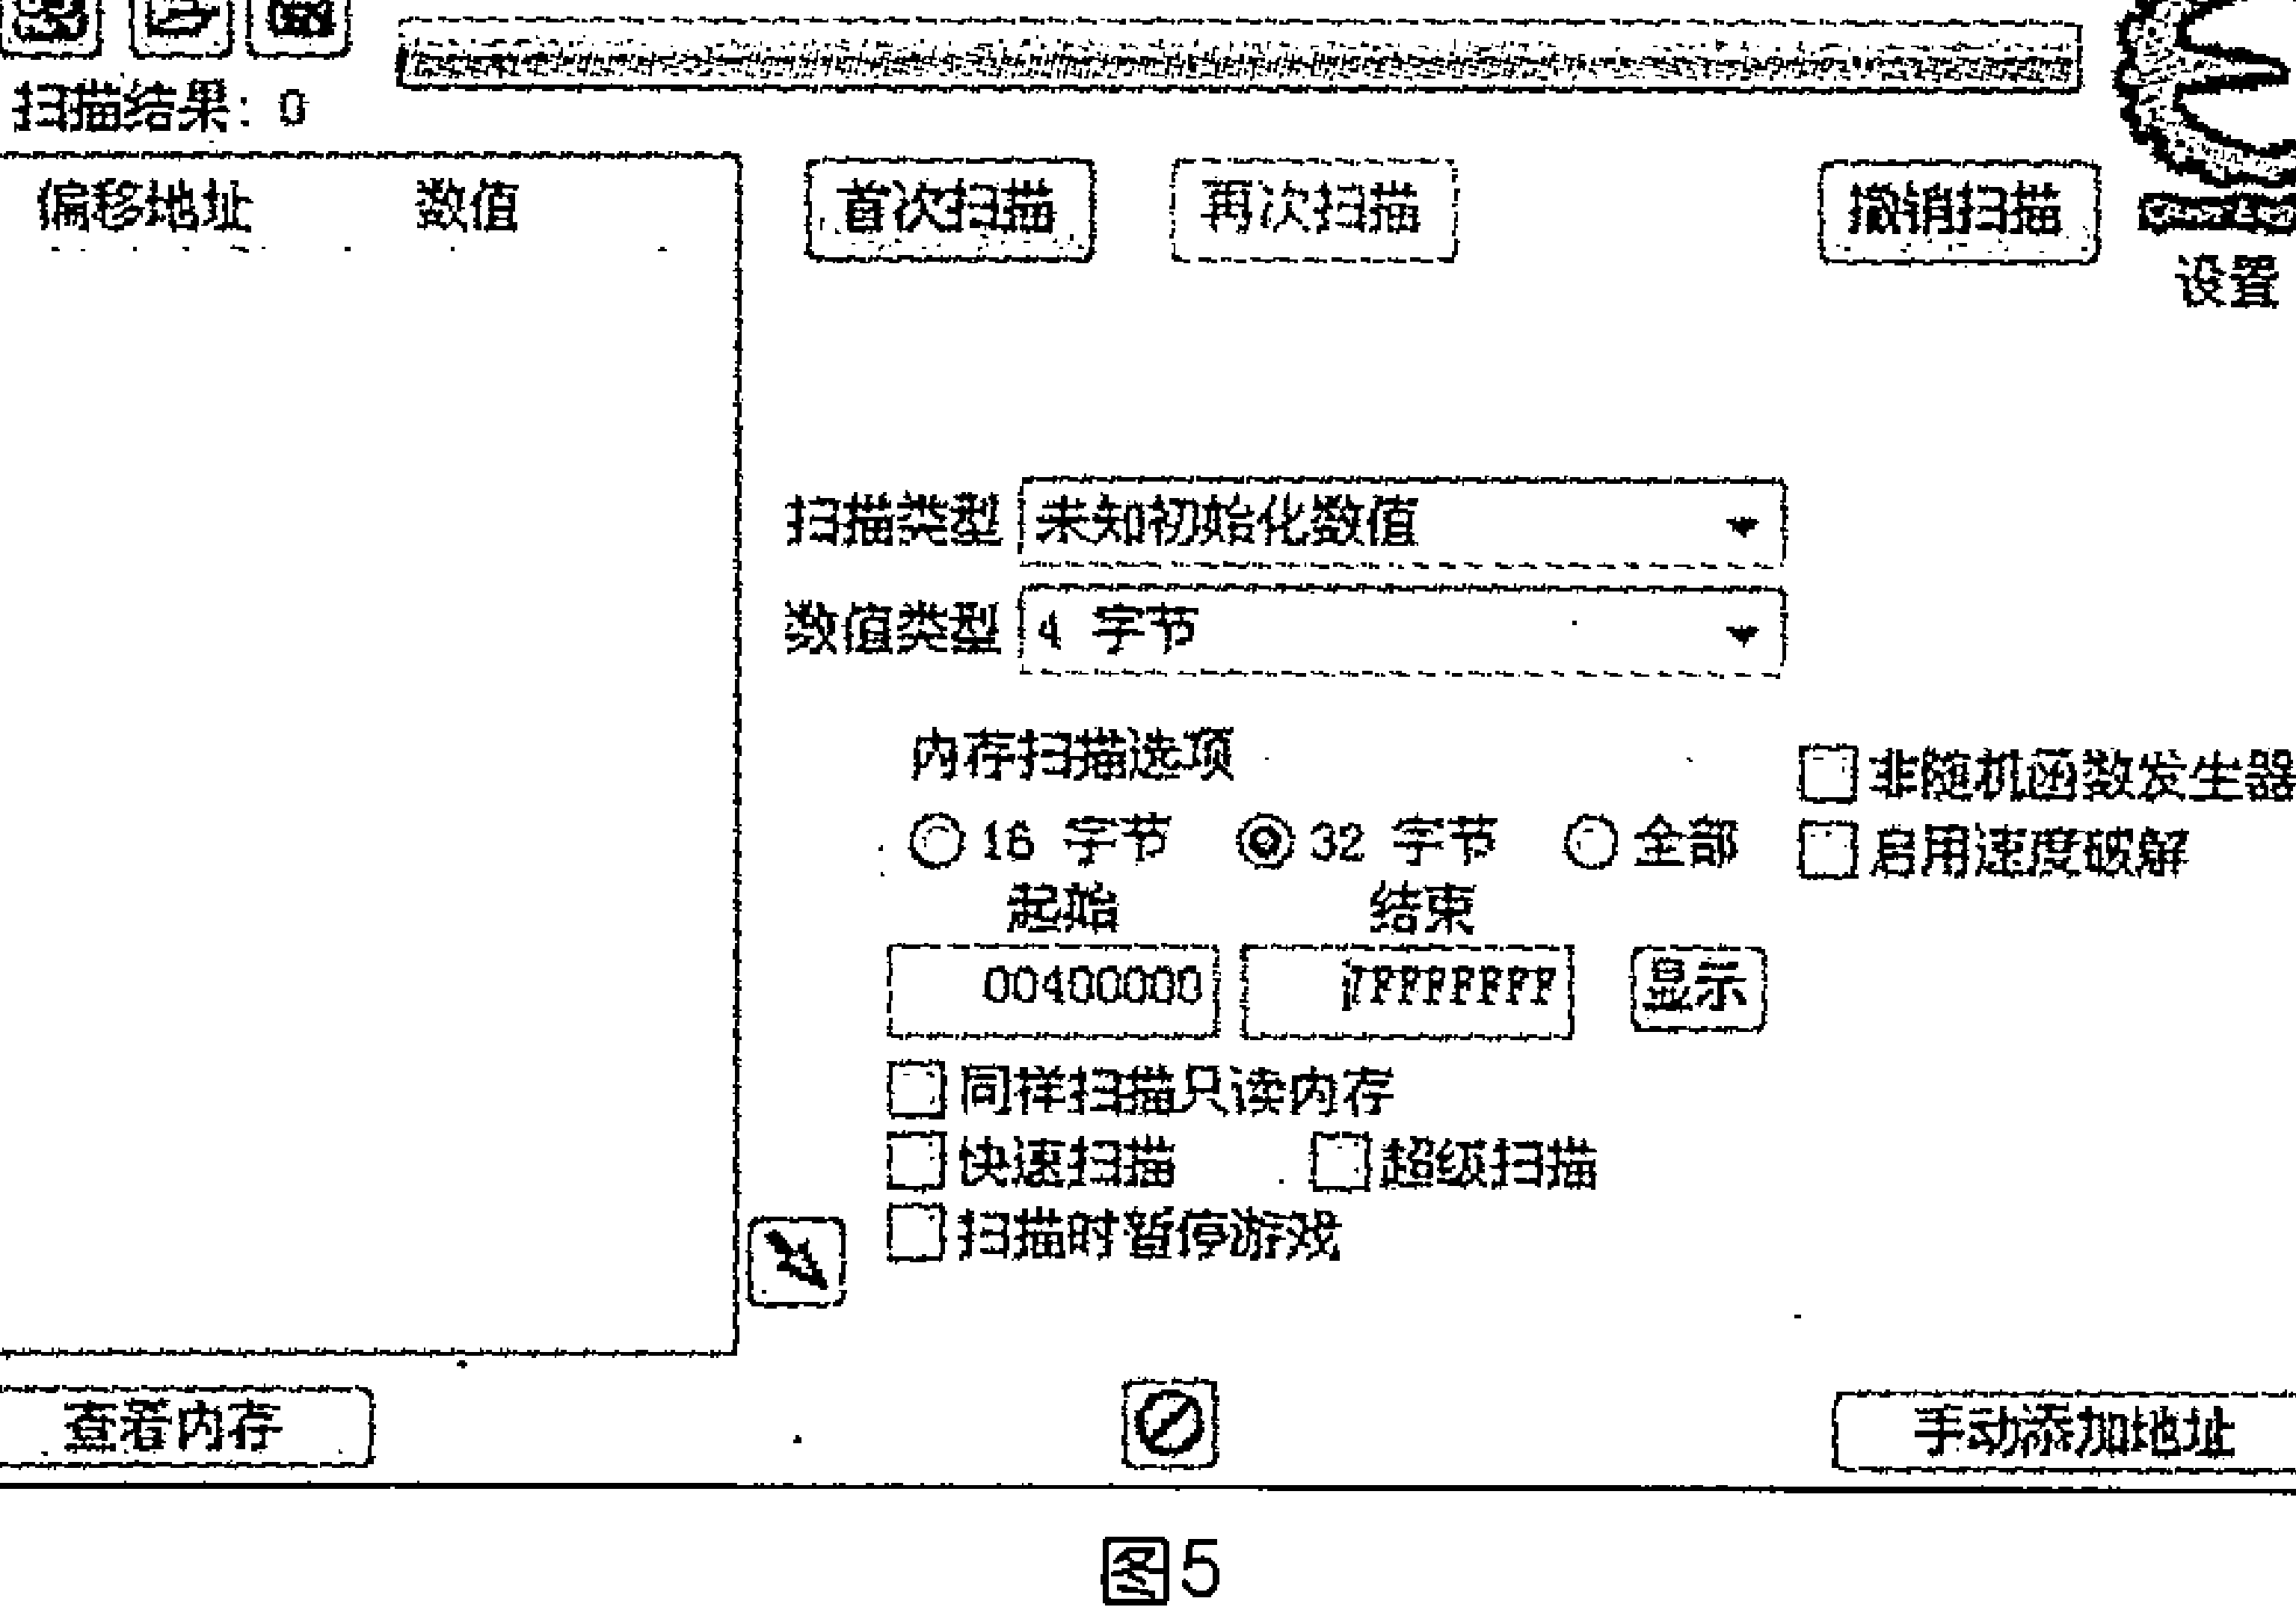 扫描结果: 0
偏移地址 数值
首次扫描 再次扫描 撤销扫描
设置
扫描类型 未知初始化数值
数值类型 4 字节
内存扫描选项
非随机函数发生器
16 字节 32 字节 全部
启用速度破解
起始 结束
00400000 7FFFFFFF 显示
同样扫描只读内存
快速扫描 超级扫描
扫描时暂停游戏
查看内存 手动添加地址
图5